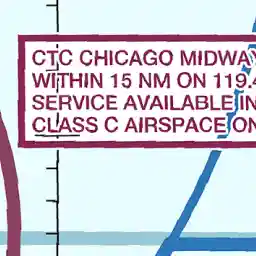 CTC CHICAGO MIDWAY
WITHIN 15 NM ON 119.4
SERVICE AVAILABLE IN
CLASS C AIRSPACE ON